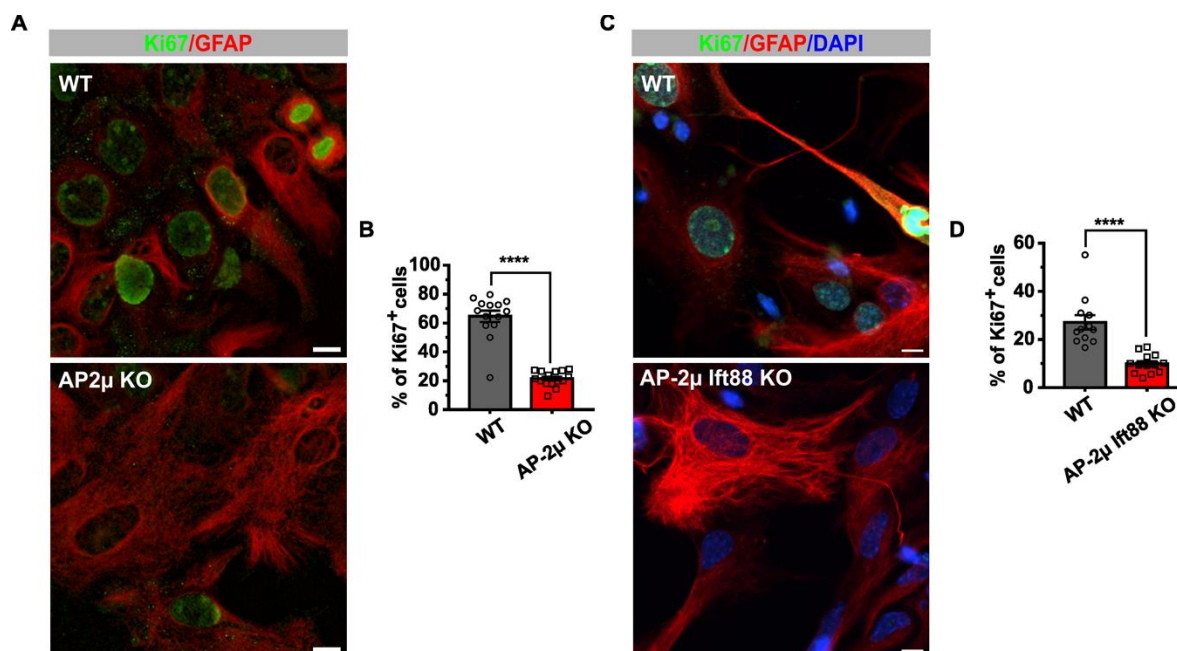 A
Ki67/GFAP
WT
AP2µ KO
B
% of Ki67+ cells
100
80
60
40
20
0
****
WT
AP-2µ KO
C
Ki67/GFAP/DAPI
WT
AP-2µ Ift88 KO
D
% of Ki67+ cells
60
40
20
0
****
WT
AP-2µ Ift88 KO